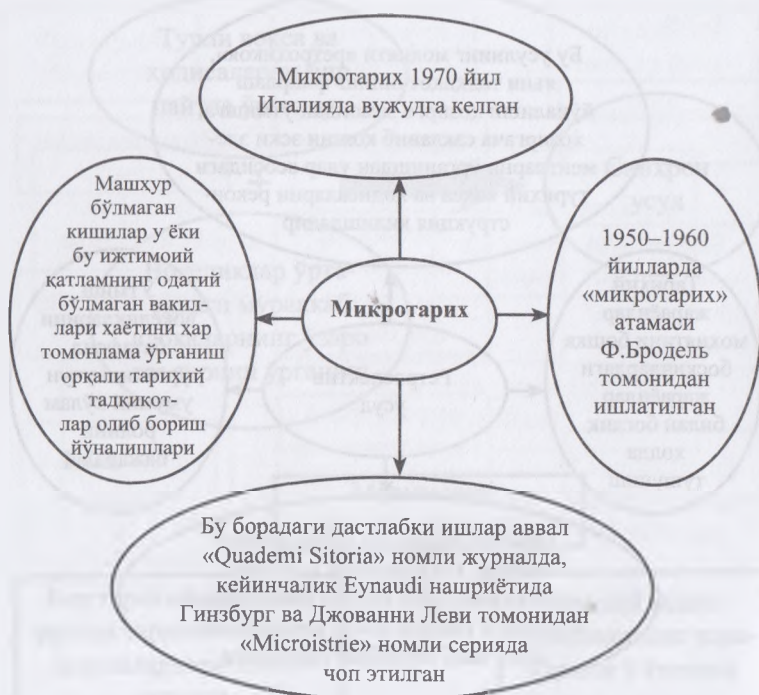 Микротарих 1970 йил
Италияда вужудга келган
Машҳур
бўлмаган
кишилар у ёки
бу ижтимоий
қатламнинг одатий
бўлмаган вакил-
лари ҳаётини ҳар
томонлама ўрганиш
орқали тарихий
тадқиқот-
лар олиб бориш
йўналишлари
Микротарих
1950–1960
йилларда
«микротарих»
атамаси
Ф.Бродель
томонидан
ишлатилган
Бу борадаги дастлабки ишлар аввал
«Quademi Sitoria» номли журналда,
кейинчалик Eynaudi нашриётида
Гинзбург ва Джованни Леви томонидан
«Microistrie» номли серияда
чоп этилган